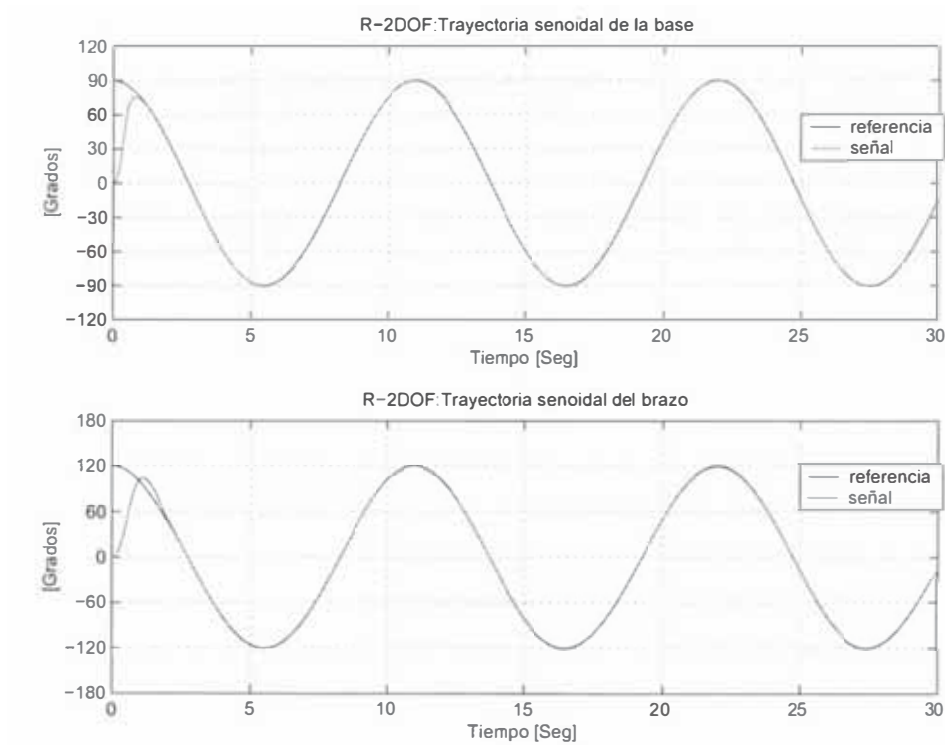 R-2DOF:Trayectoria senoidal de la base
120
90
60
30
0
-30
-60
-90
-120
[Grados]
referencia
señal
0 5 10 15 20 25 30
Tiempo [Seg]
R-2DOF:Trayectoria senoidal del brazo
180
120
60
0
-60
-120
-180
[Grados]
referencia
señal
0 5 10 15 20 25 30
Tiempo [Seg]